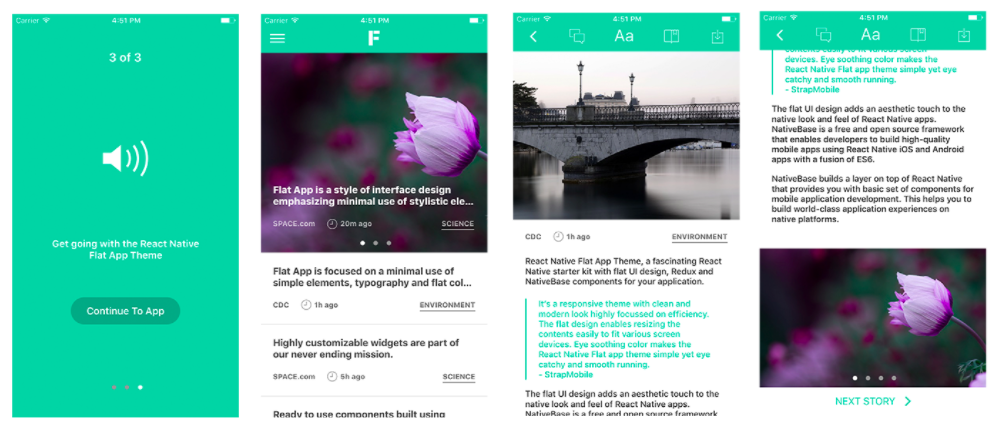 Carrier 4:51 PM
3 of 3
Get going with the React Native
Flat App Theme
Continue To App
Carrier 4:51 PM
F
Flat App is a style of interface design
emphasizing minimal use of stylistic ele...
SPACE.com 20m ago SCIENCE
Flat App is focused on a minimal use of
simple elements, typography and flat col...
CDC 1h ago ENVIRONMENT
Highly customizable widgets are part of
our never ending mission.
SPACE.com 5h ago SCIENCE
Ready to use components built using
Carrier 4:51 PM
Aa
CDC 1h ago ENVIRONMENT
React Native Flat App Theme, a fascinating React
Native starter kit with flat UI design, Redux and
NativeBase components for your application.
It's a responsive theme with clean and
modern look highly focussed on efficiency.
The flat design enables resizing the
contents easily to fit various screen
devices. Eye soothing color makes the
React Native Flat app theme simple yet eye
catchy and smooth running.
- StrapMobile
The flat UI design adds an aesthetic touch to the
native look and feel of React Native apps.
NativeBase is a free and open source framework
Carrier 4:51 PM
Aa
contents easily to fit various screen
devices. Eye soothing color makes the
React Native Flat app theme simple yet eye
catchy and smooth running.
- StrapMobile
The flat UI design adds an aesthetic touch to the
native look and feel of React Native apps.
NativeBase is a free and open source framework
that enables developers to build high-quality
mobile apps using React Native iOS and Android
apps with a fusion of ES6.
NativeBase builds a layer on top of React Native
that provides you with basic set of components for
mobile application development. This helps you to
build world-class application experiences on
native platforms.
NEXT STORY